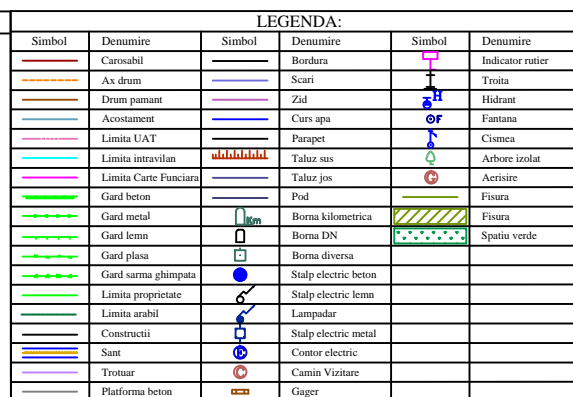 LEGENDA:
Simbol Denumire Simbol Denumire Simbol Denumire
Carosabil Bordura Indicator rutier
Ax drum Scari Troita
Drum pamant Zid H Hidrant
Acostament Curs apa F Fantana
Limita UAT Parapet Cismea
Limita intravilan Taluz sus Arbore izolat
Limita Carte Funciara Taluz jos G Aerisire
Gard beton Pod Fisura
Gard metal Km Borna kilometrica Fisura
Gard lemn Borna DN Spatiu verde
Gard plasa Borna diversa
Gard sarma ghimpata Stalp electric beton
Limita proprietate Stalp electric lemn
Limita arabil Lampadar
Constructii Stalp electric metal
Sant E Contor electric
Trotuar C Camin Vizitare
Platforma beton Gager